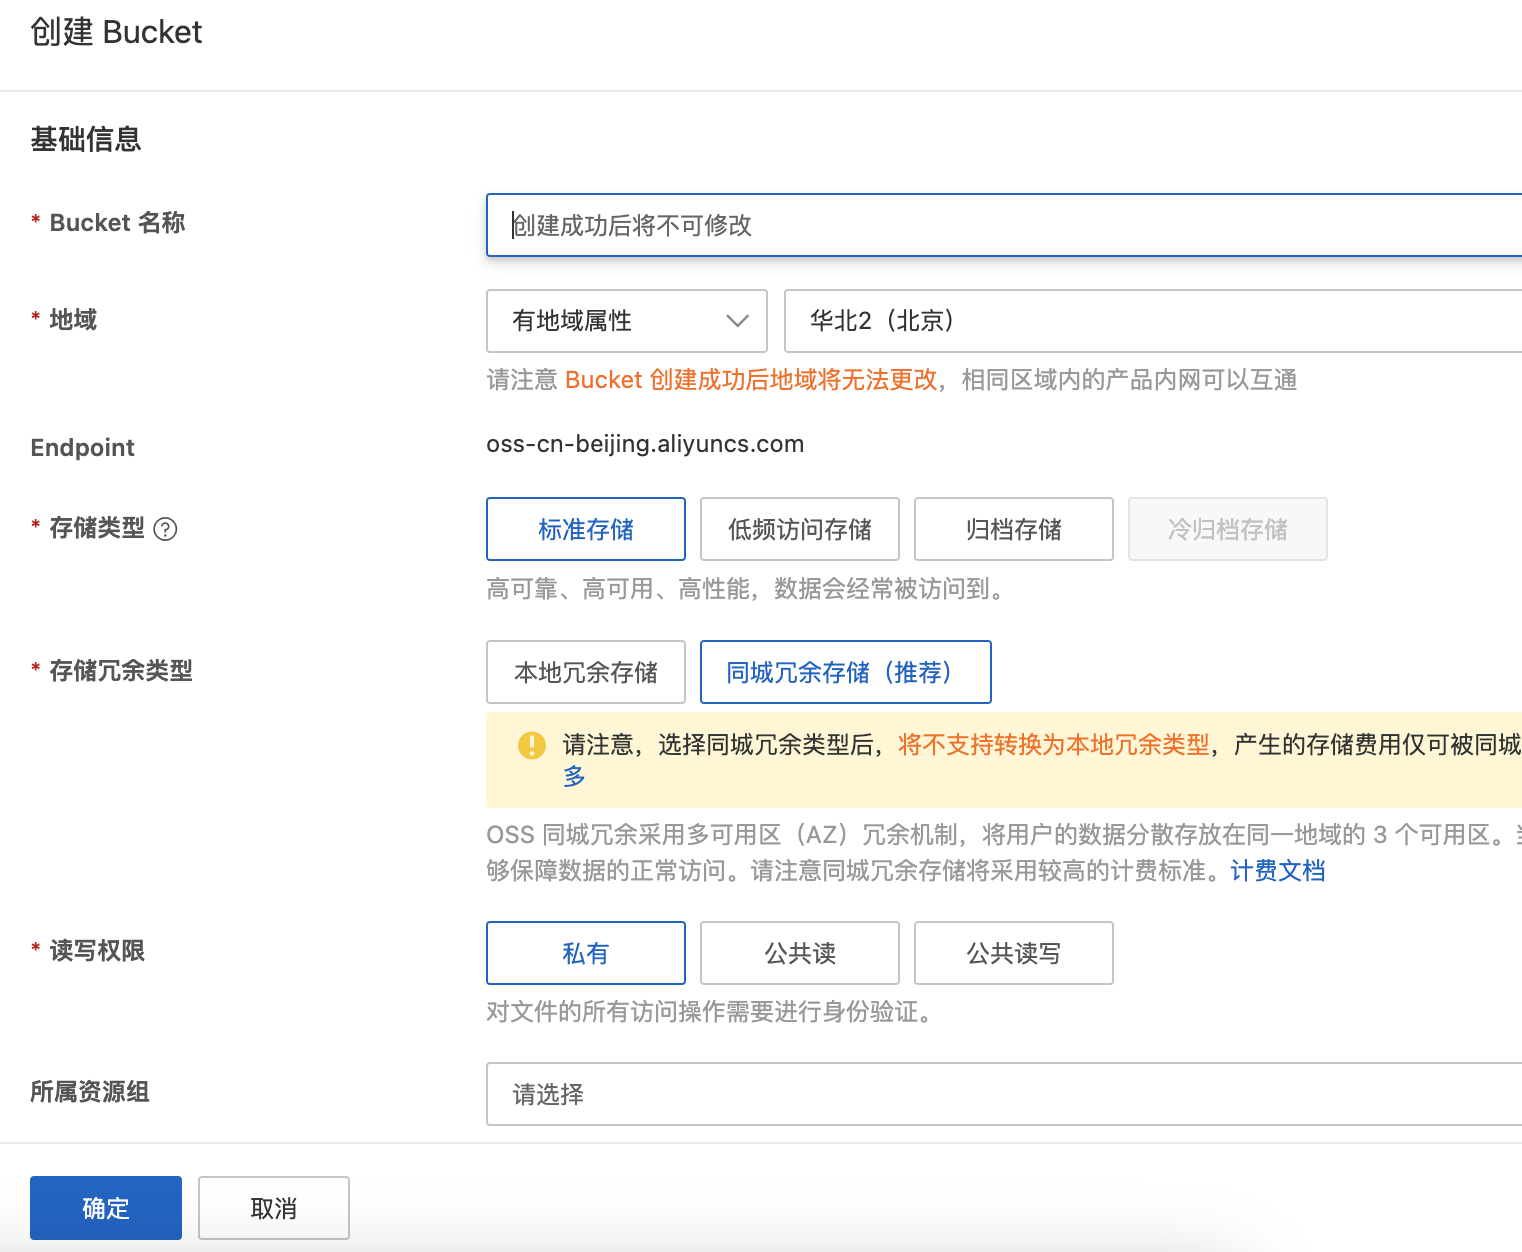 创建 Bucket
基础信息
* Bucket 名称
创建成功后将不可修改
* 地域
有地域属性
华北2（北京）
请注意 Bucket 创建成功后地域将无法更改，相同区域内的产品内网可以互通
Endpoint
oss-cn-beijing.aliyuncs.com
* 存储类型 ?
标准存储
低频访问存储
归档存储
冷归档存储
高可靠、高可用、高性能，数据会经常被访问到。
* 存储冗余类型
本地冗余存储
同城冗余存储（推荐）
请注意，选择同城冗余类型后，将不支持转换为本地冗余类型，产生的存储费用仅可被同城
多
OSS 同城冗余采用多可用区（AZ）冗余机制，将用户的数据分散存放在同一地域的 3 个可用区。
够保障数据的正常访问。请注意同城冗余存储将采用较高的计费标准。计费文档
* 读写权限
私有
公共读
公共读写
对文件的所有访问操作需要进行身份验证。
所属资源组
请选择
确定
取消